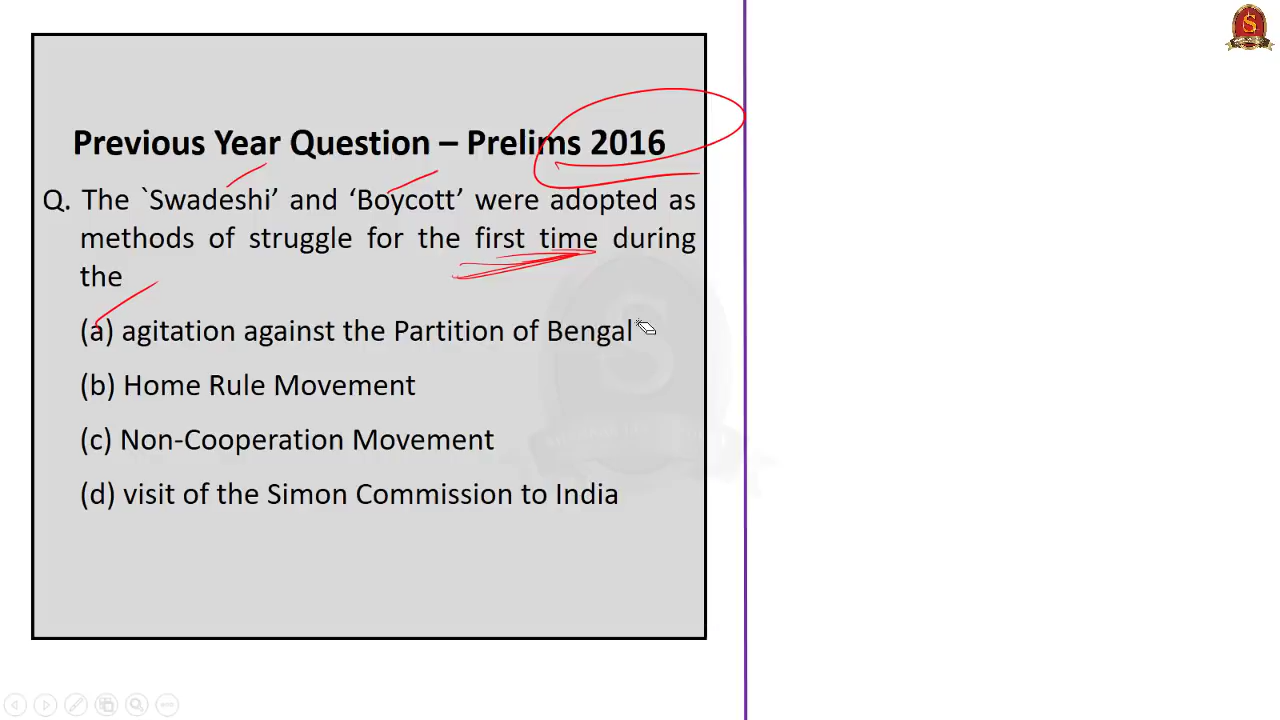 Previous Year Question – Prelims 2016
Q. The `Swadeshi’ and ‘Boycott’ were adopted as
methods of struggle for the first time during
the
(a) agitation against the Partition of Bengal
(b) Home Rule Movement
(c) Non-Cooperation Movement
(d) visit of the Simon Commission to India